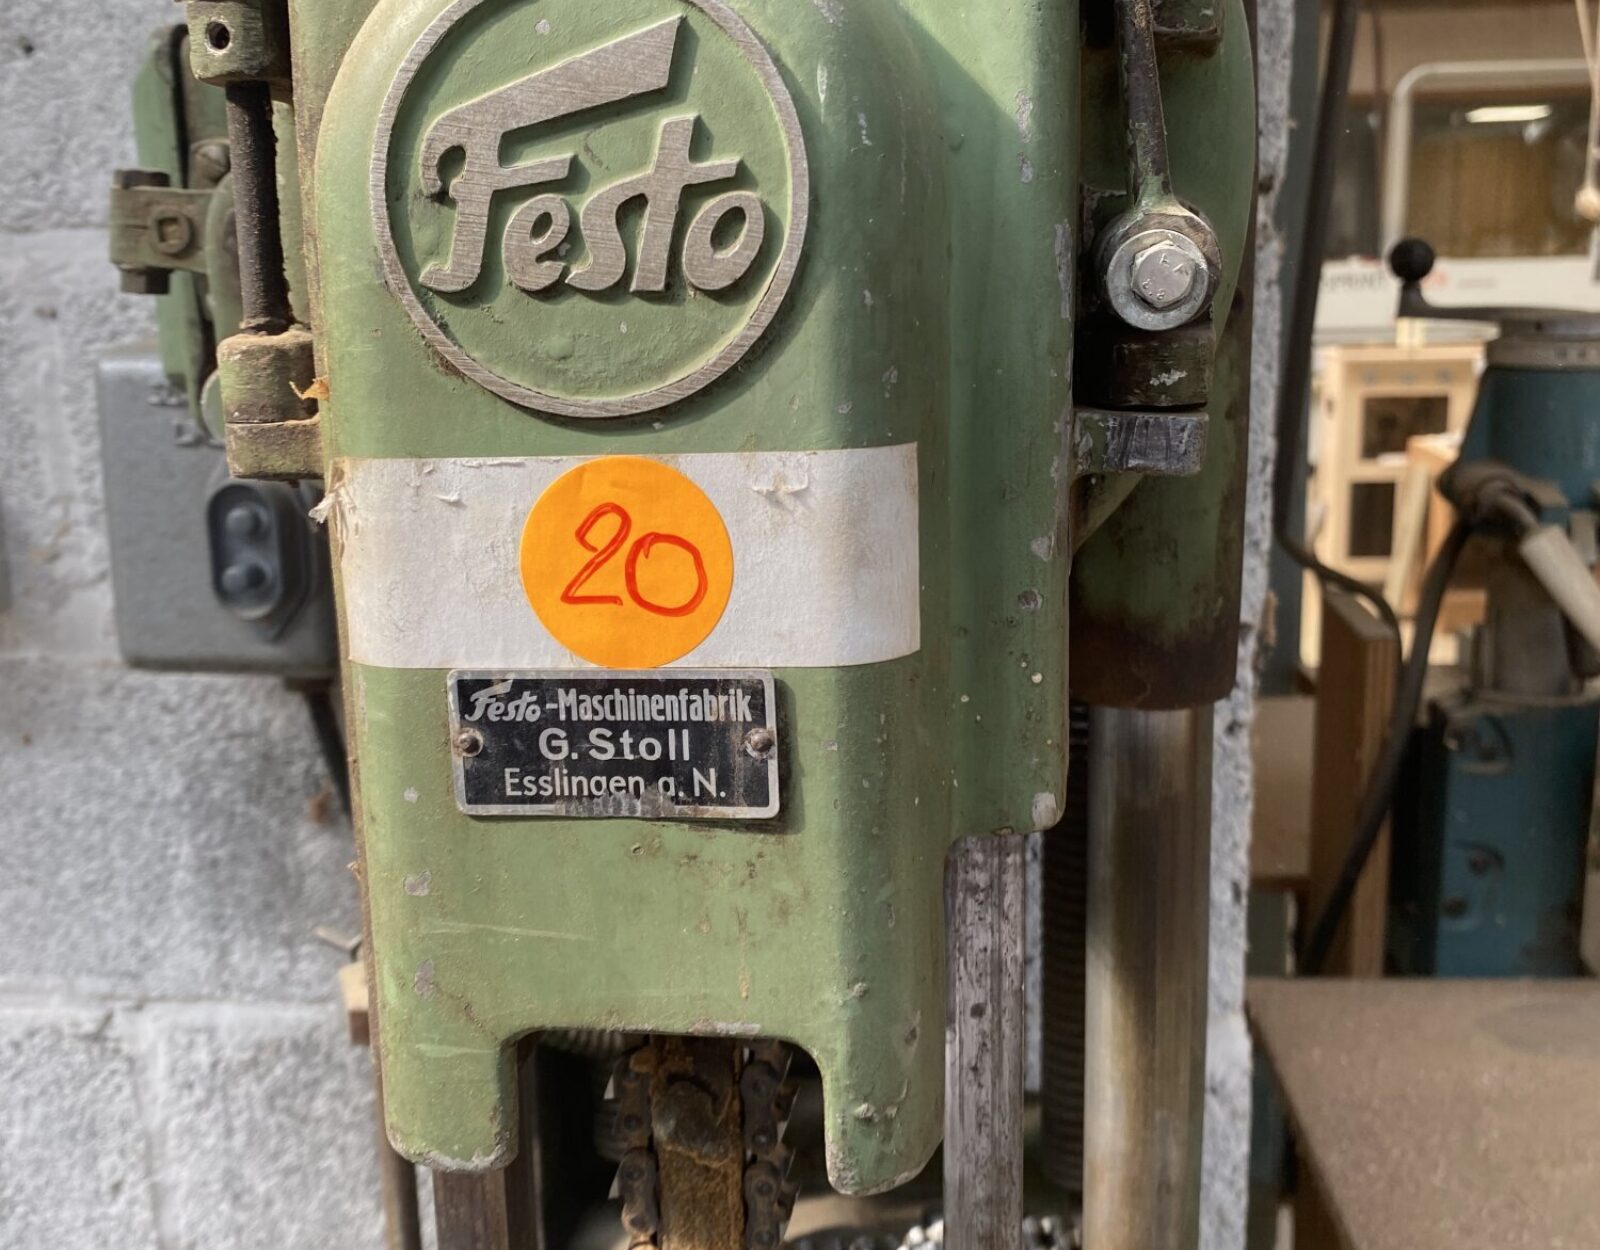 Festo
20
Festo-Maschinenfabrik
G. Stoll
Esslingen a. N.